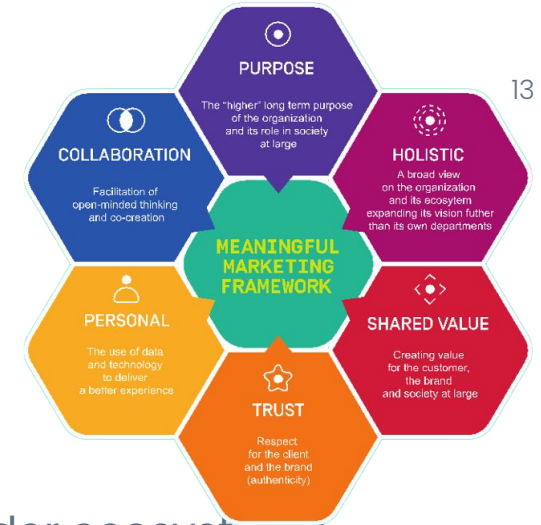 PURPOSE
The "higher" long term purpose
of the organization
and its role in society
at large
13
COLLABORATION
Facilitation of
open-minded thinking
and co-creation
HOLISTIC
A broad view
on the organization
and its ecosytem
expanding its vision futher
than its own departments
MEANINGFUL
MARKETING
FRAMEWORK
PERSONAL
The use of data
and technology
to deliver
a better experience
SHARED VALUE
Creating value
for the customer,
the brand
and society at large
TRUST
Respect
for the client
and the brand
(authenticity)